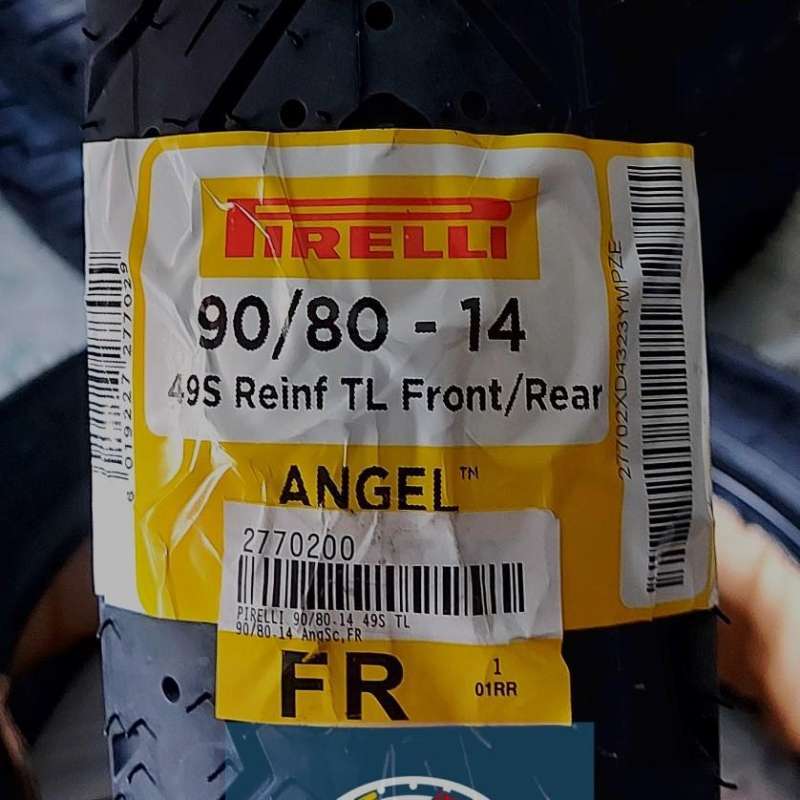 PIRELLI
90/80 - 14
49S Reinf TL Front/Rear
ANGEL™
2770200
PIRELLI 90/80-14 49S TL
90/80-14 AngSc,FR
FR
1
01RR
6 019227 277029
27702XD4323YMPZE